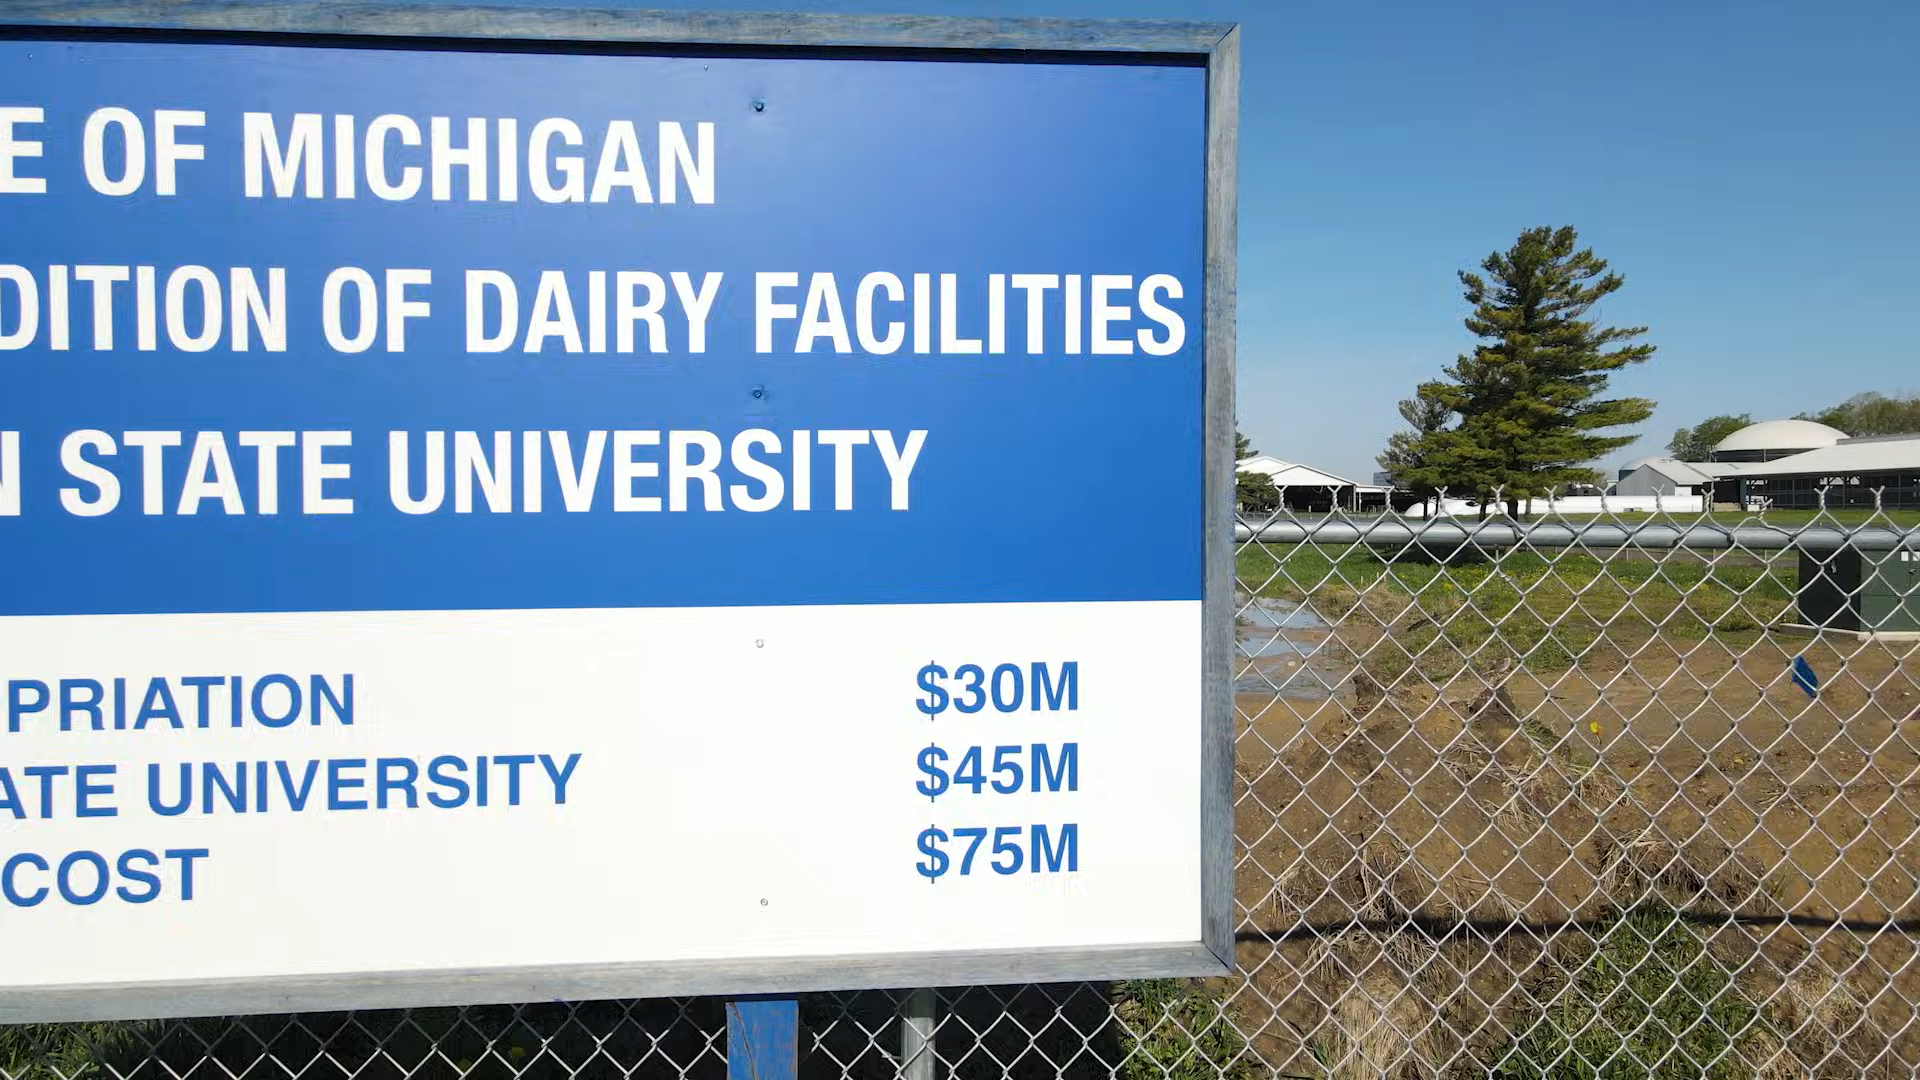 E OF MICHIGAN
DITION OF DAIRY FACILITIES
N STATE UNIVERSITY
PRIATION $30M
ATE UNIVERSITY $45M
COST $75M